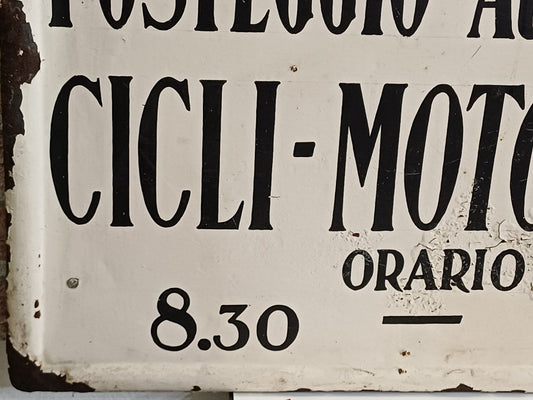 POSTEGGIO
CICLI-MOTO
ORARIO
8.30